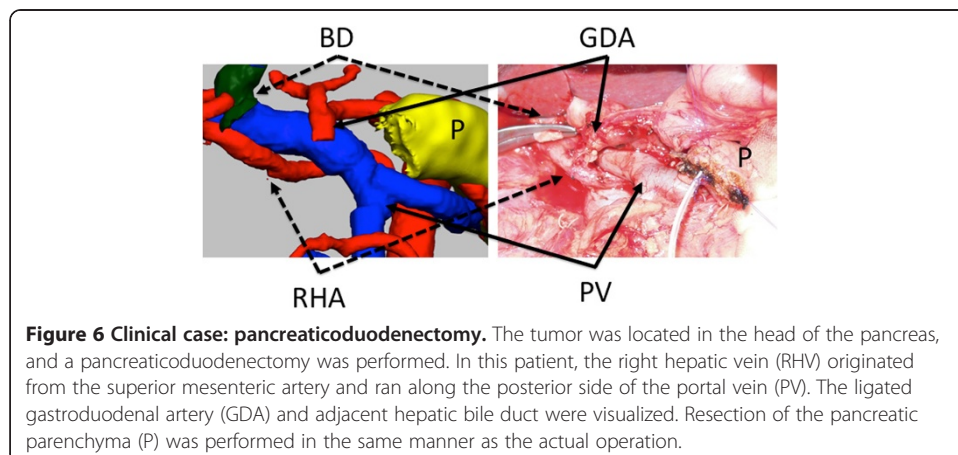 BD GDA
P P
RHA PV
Figure 6 Clinical case: pancreaticoduodenectomy. The tumor was located in the head of the pancreas,
and a pancreaticoduodenectomy was performed. In this patient, the right hepatic vein (RHV) originated
from the superior mesenteric artery and ran along the posterior side of the portal vein (PV). The ligated
gastroduodenal artery (GDA) and adjacent hepatic bile duct were visualized. Resection of the pancreatic
parenchyma (P) was performed in the same manner as the actual operation.